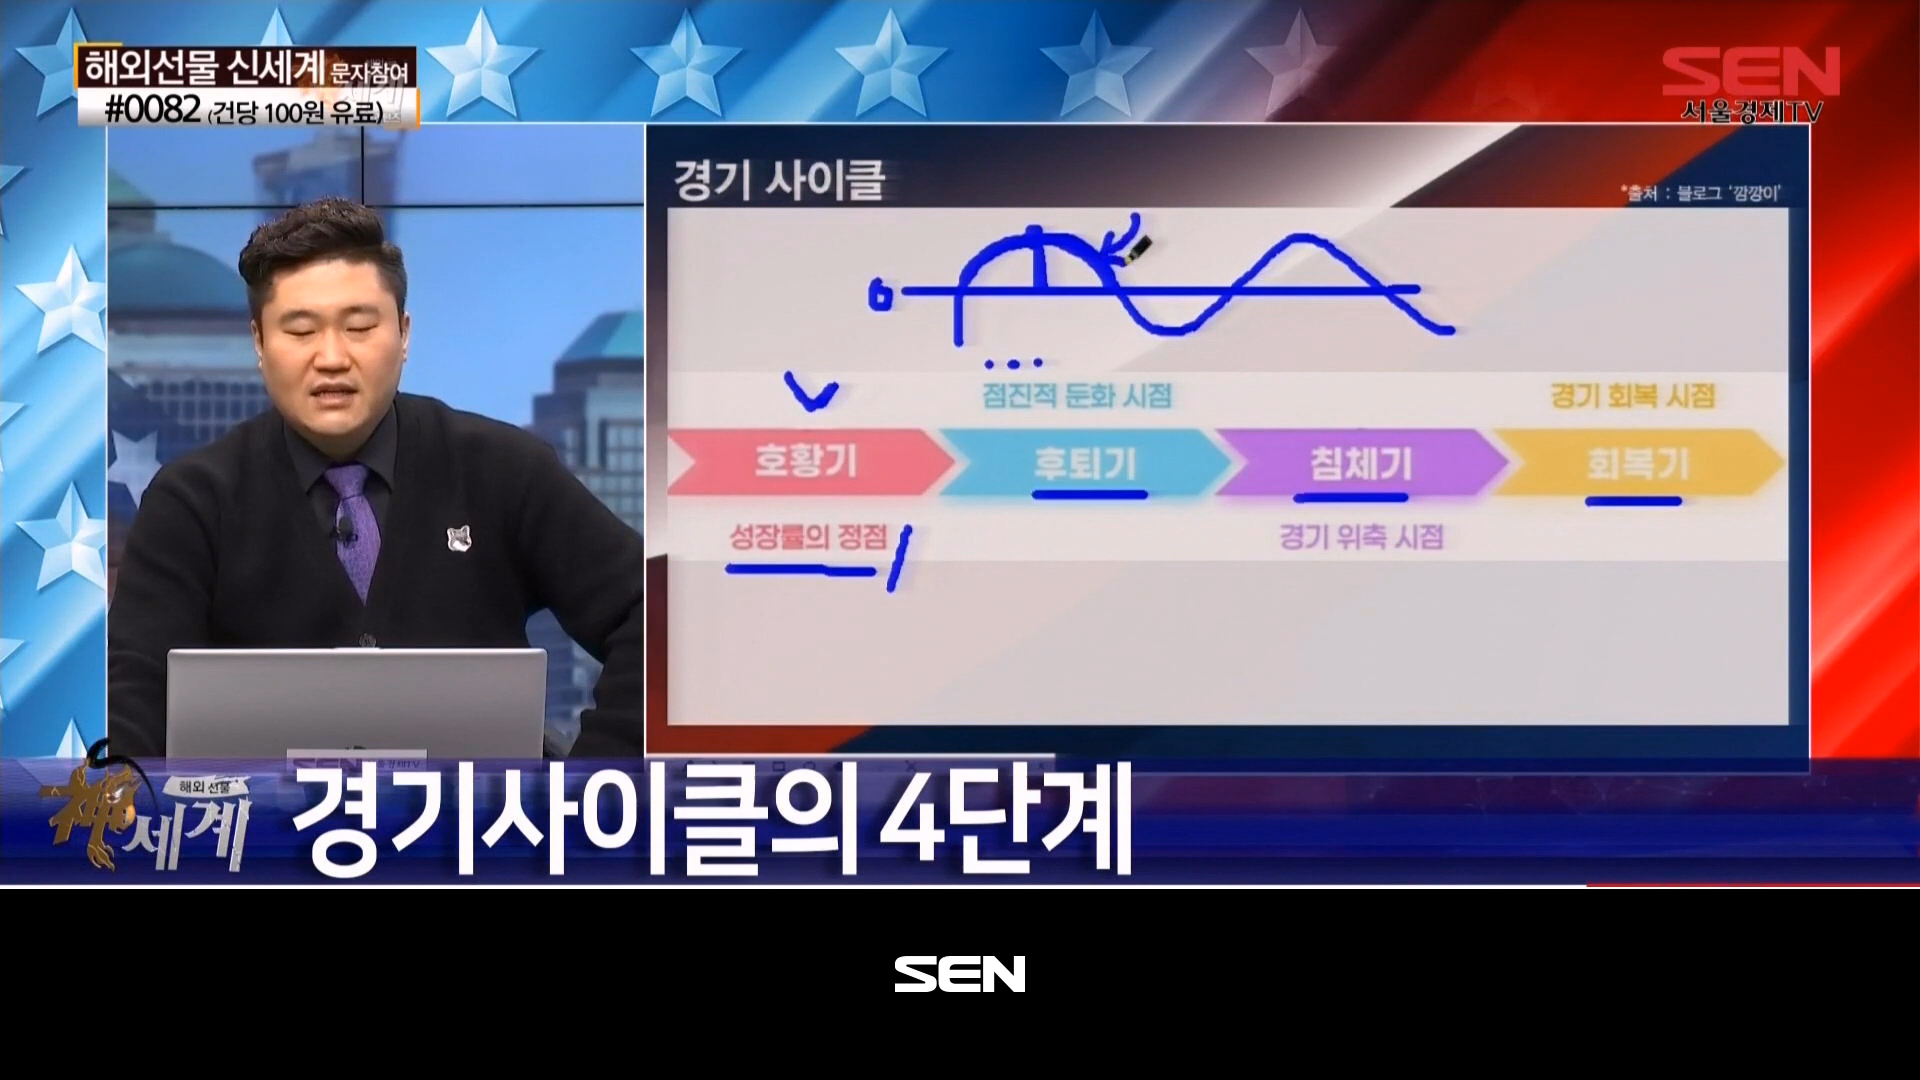 해외선물 신세계 문자참여
#0082 (건당 100원 유료)
SEN
서울경제TV
경기 사이클
*출처 : 블로그 '깜깡이'
0
점진적 둔화 시점
경기 회복 시점
호황기
후퇴기
침체기
회복기
성장률의 정점
경기 위축 시점
해외 선물
神세계
경기사이클의 4단계
SEN